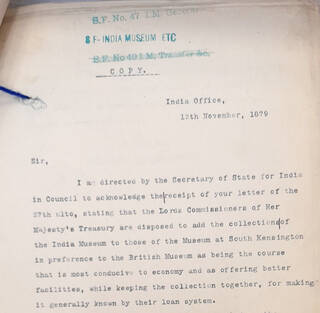 S.F. No. 47 I.M. General
S F- INDIA MUSEUM ETC
S.F. No 49 I.M. Transfer &c.
COPY.
India Office,
12th November, 1879
Sir,
I am directed by the Secretary of State for India
in Council to acknowledge the receipt of your letter of the
27th ulto, stating that the Lords Commissioners of Her
Majesty's Treasury are disposed to add the collections of
the India Museum to those of the Museum at South Kensington
in preference to the British Museum as being the course
that is most conducive to economy and as offering better
facilities, while keeping the collection together, for making
it generally known by their loan system.